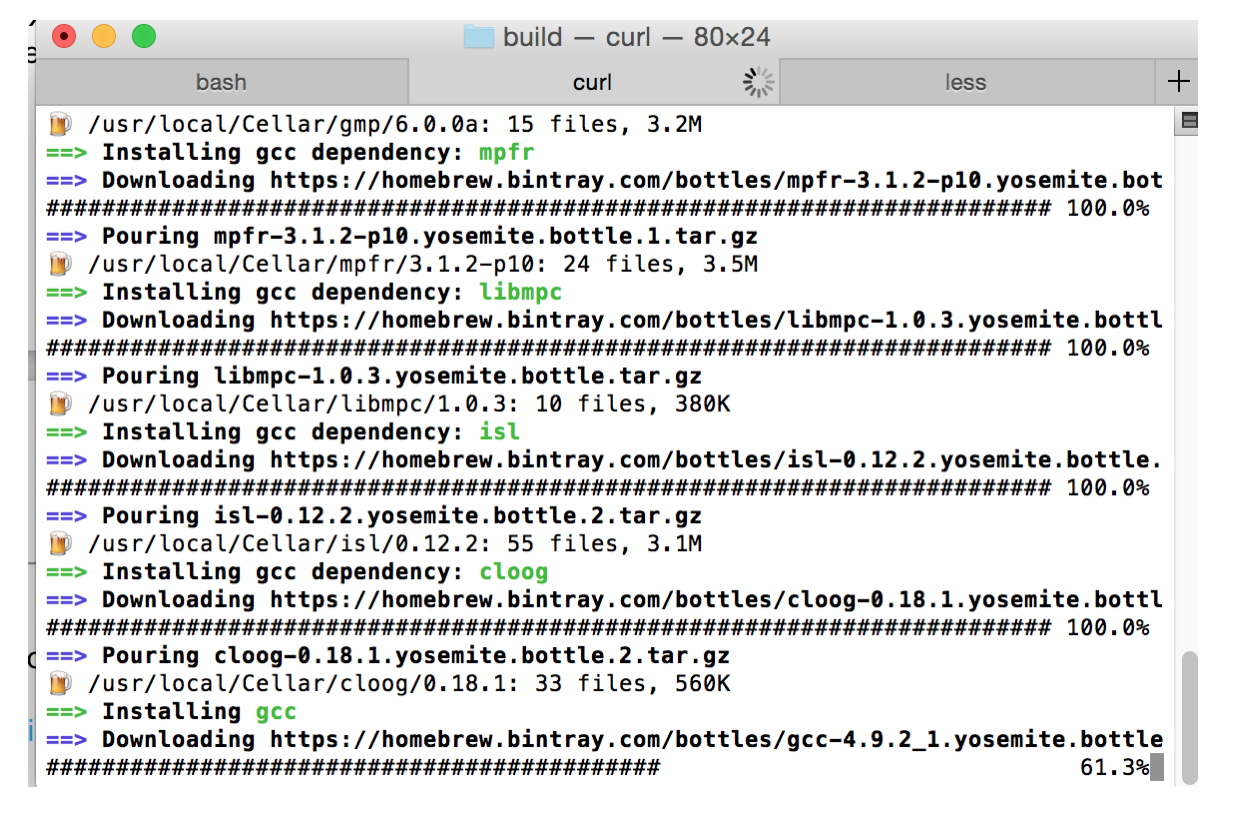 build — curl — 80×24
bash
curl
less
+
🍺 /usr/local/Cellar/gmp/6.0.0a: 15 files, 3.2M
==> Installing gcc dependency: mpfr
==> Downloading https://homebrew.bintray.com/bottles/mpfr-3.1.2-p10.yosemite.bot
######################################################################## 100.0%
==> Pouring mpfr-3.1.2-p10.yosemite.bottle.1.tar.gz
🍺 /usr/local/Cellar/mpfr/3.1.2-p10: 24 files, 3.5M
==> Installing gcc dependency: libmpc
==> Downloading https://homebrew.bintray.com/bottles/libmpc-1.0.3.yosemite.bottl
######################################################################## 100.0%
==> Pouring libmpc-1.0.3.yosemite.bottle.tar.gz
🍺 /usr/local/Cellar/libmpc/1.0.3: 10 files, 380K
==> Installing gcc dependency: isl
==> Downloading https://homebrew.bintray.com/bottles/isl-0.12.2.yosemite.bottle.
######################################################################## 100.0%
==> Pouring isl-0.12.2.yosemite.bottle.2.tar.gz
🍺 /usr/local/Cellar/isl/0.12.2: 55 files, 3.1M
==> Installing gcc dependency: cloog
==> Downloading https://homebrew.bintray.com/bottles/cloog-0.18.1.yosemite.bottl
######################################################################## 100.0%
==> Pouring cloog-0.18.1.yosemite.bottle.2.tar.gz
🍺 /usr/local/Cellar/cloog/0.18.1: 33 files, 560K
==> Installing gcc
==> Downloading https://homebrew.bintray.com/bottles/gcc-4.9.2_1.yosemite.bottle
############################################ 61.3%